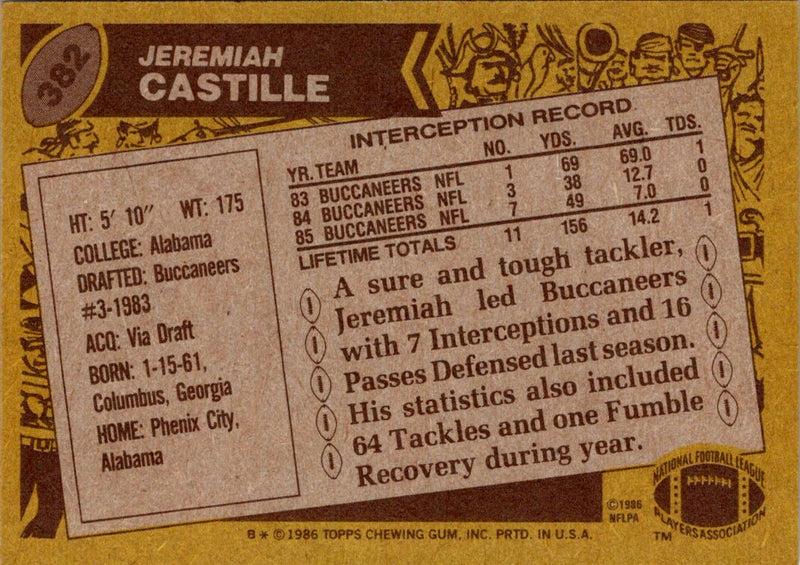 382
JEREMIAH
CASTILLE
HT: 5' 10" WT: 175
COLLEGE: Alabama
DRAFTED: Buccaneers
#3-1983
ACQ: Via Draft
BORN: 1-15-61,
Columbus, Georgia
HOME: Phenix City,
Alabama
INTERCEPTION RECORD
YR. TEAM NO. YDS. AVG. TDS.
83 BUCCANEERS NFL 1 69 69.0 1
84 BUCCANEERS NFL 3 38 12.7 0
85 BUCCANEERS NFL 7 49 7.0 0
LIFETIME TOTALS 11 156 14.2 1
A sure and tough tackler,
Jeremiah led Buccaneers
with 7 Interceptions and 16
Passes Defensed last season.
His statistics also included
64 Tackles and one Fumble
Recovery during year.
©1986
NFLPA
NATIONAL FOOTBALL LEAGUE
PLAYERS ASSOCIATION
TM
B * © 1986 TOPPS CHEWING GUM, INC. PRTD. IN U.S.A.